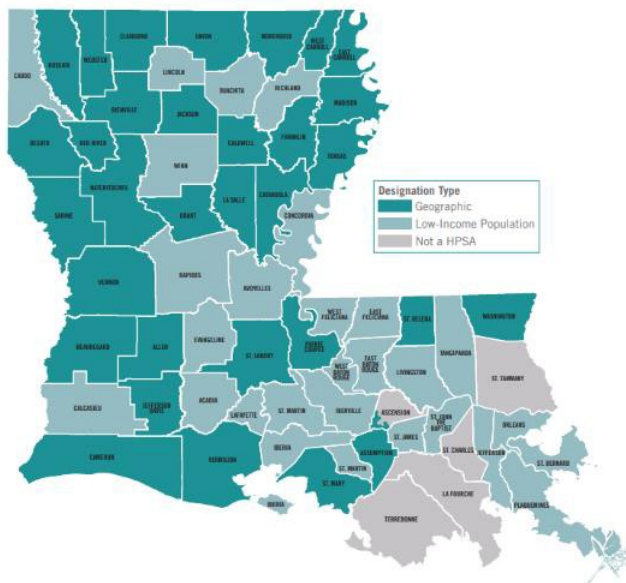 CLAIBORNE
UNION
MOREHOUSE
WEST
CARROLL
EAST
CARROLL
BOSSIER
WEBSTER
CADDO
LINCOLN
OUACHITA
RICHLAND
MADISON
BIENVILLE
JACKSON
DESOTO
RED RIVER
CALDWELL
FRANKLIN
TENSAS
WINN
NATCHITOCHES
SABINE
GRANT
LA SALLE
CATAHOULA
CONCORDIA
Designation Type
Geographic
Low-Income Population
Not a HPSA
VERNON
RAPIDES
AVOYELLES
WEST
FELICIANA
EAST
FELICIANA
ST. HELENA
WASHINGTON
BEAUREGARD
ALLEN
EVANGELINE
ST. LANDRY
POINTE
COUPEE
WEST
BATON
ROUGE
EAST
BATON
ROUGE
LIVINGSTON
TANGIPAHOA
ST. TAMMANY
CALCASIEU
JEFFERSON
DAVIS
ACADIA
LAFAYETTE
ST. MARTIN
IBERVILLE
ASCENSION
ST. JAMES
ST. JOHN
THE
BAPTIST
ST. CHARLES
ORLEANS
JEFFERSON
ST. BERNARD
CAMERON
VERMILION
IBERIA
ST. MARTIN
ASSUMPTION
ST. MARY
LA FOURCHE
PLAQUEMINES
IBERIA
TERREBONNE